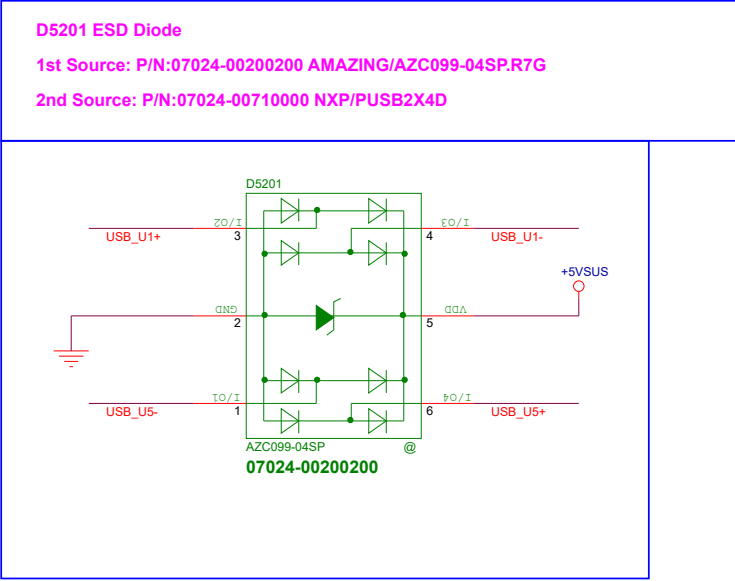 D5201 ESD Diode
1st Source: P/N:07024-00200200 AMAZING/AZC099-04SP.R7G
2nd Source: P/N:07024-00710000 NXP/PUSB2X4D
D5201
I/O2
I/O3
USB_U1+
3
4
USB_U1-
+5VSUS
GND
VDD
2
5
I/O1
I/O4
USB_U5-
1
6
USB_U5+
AZC099-04SP
@
07024-00200200